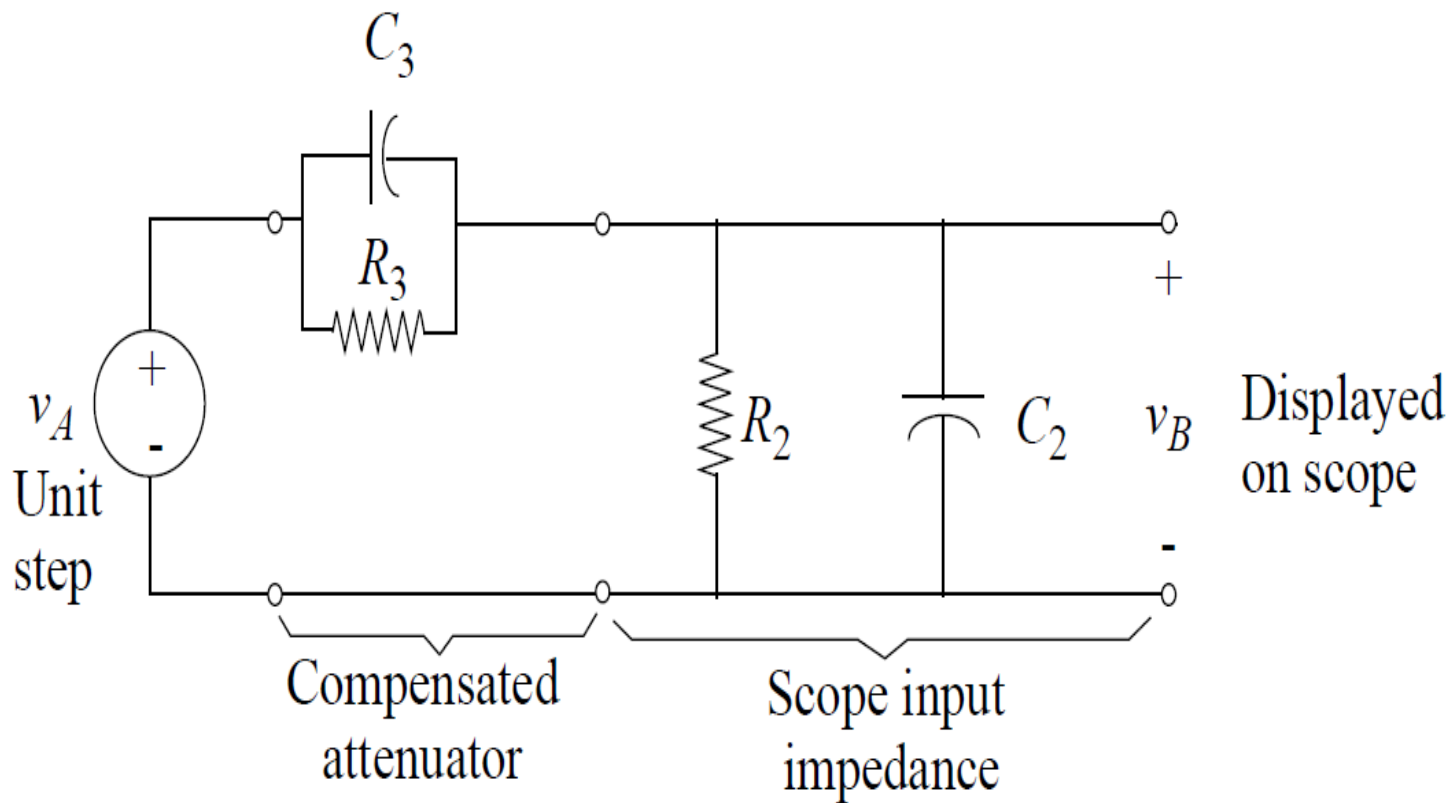 C3
R3
+
vA
-
Unit
step
R2
C2
+
vB
-
Displayed
on scope
Compensated
attenuator
Scope input
impedance